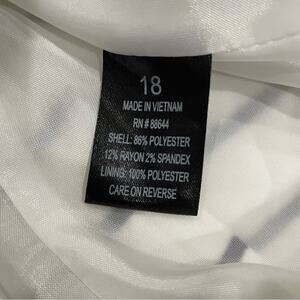 18
MADE IN VIETNAM
RN # 88644
SHELL: 86% POLYESTER
12% RAYON 2% SPANDEX
LINING: 100% POLYESTER
CARE ON REVERSE